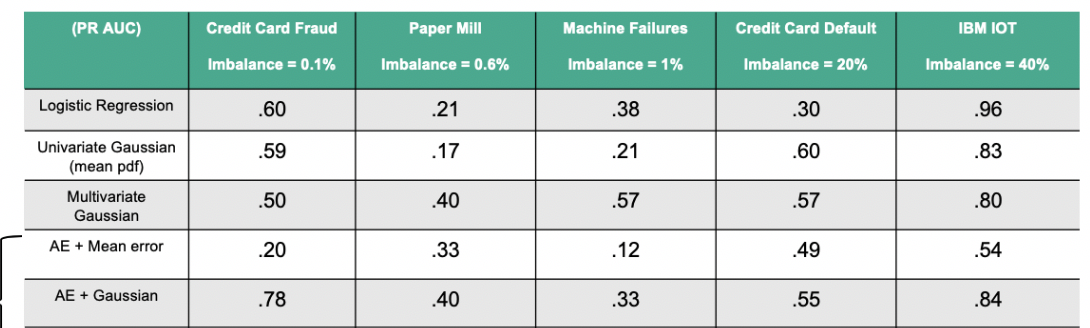 (PR AUC) Credit Card Fraud Paper Mill Machine Failures Credit Card Default IBM IOT
Imbalance = 0.1% Imbalance = 0.6% Imbalance = 1% Imbalance = 20% Imbalance = 40%
Logistic Regression .60 .21 .38 .30 .96
Univariate Gaussian
(mean pdf) .59 .17 .21 .60 .83
Multivariate
Gaussian .50 .40 .57 .57 .80
AE + Mean error .20 .33 .12 .49 .54
AE + Gaussian .78 .40 .33 .55 .84